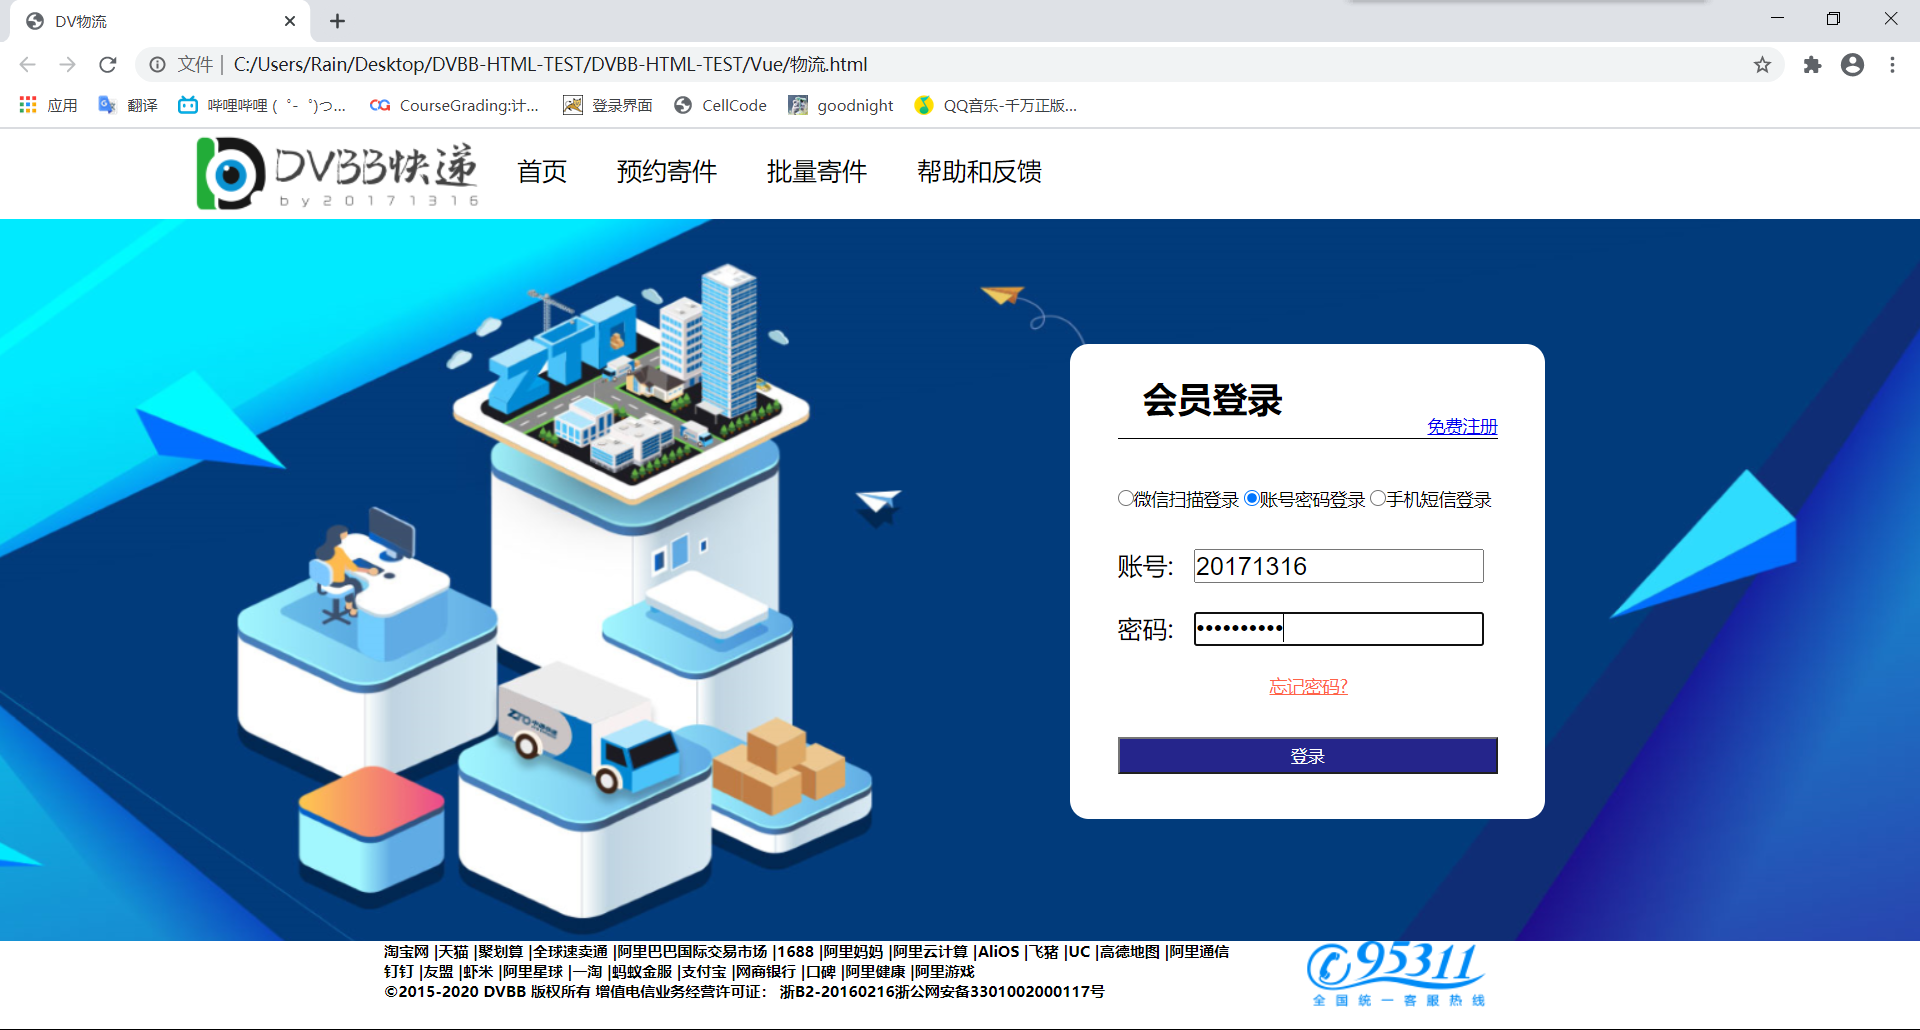 DV物流
文件 | C:/Users/Rain/Desktop/DVBB-HTML-TEST/DVBB-HTML-TEST/Vue/物流.html
应用 翻译 哔哩哔哩 ( ゜- ゜)つ... CourseGrading:计... 登录界面 CellCode goodnight QQ音乐-千万正版...
DVBB快递
by20171316
首页 预约寄件 批量寄件 帮助和反馈
ZTO
会员登录
免费注册
微信扫描登录 账号密码登录 手机短信登录
账号: 20171316
密码: ••••••••••
忘记密码?
ZTO中通快递
登录
淘宝网 |天猫 |聚划算 |全球速卖通 |阿里巴巴国际交易市场 |1688 |阿里妈妈 |阿里云计算 |AliOS |飞猪 |UC |高德地图 |阿里通信
钉钉 |友盟 |虾米 |阿里星球 |一淘 |蚂蚁金服 |支付宝 |网商银行 |口碑 |阿里健康 |阿里游戏
©2015-2020 DVBB 版权所有 增值电信业务经营许可证： 浙B2-20160216浙公网安备3301002000117号
95311
全国统一客服热线